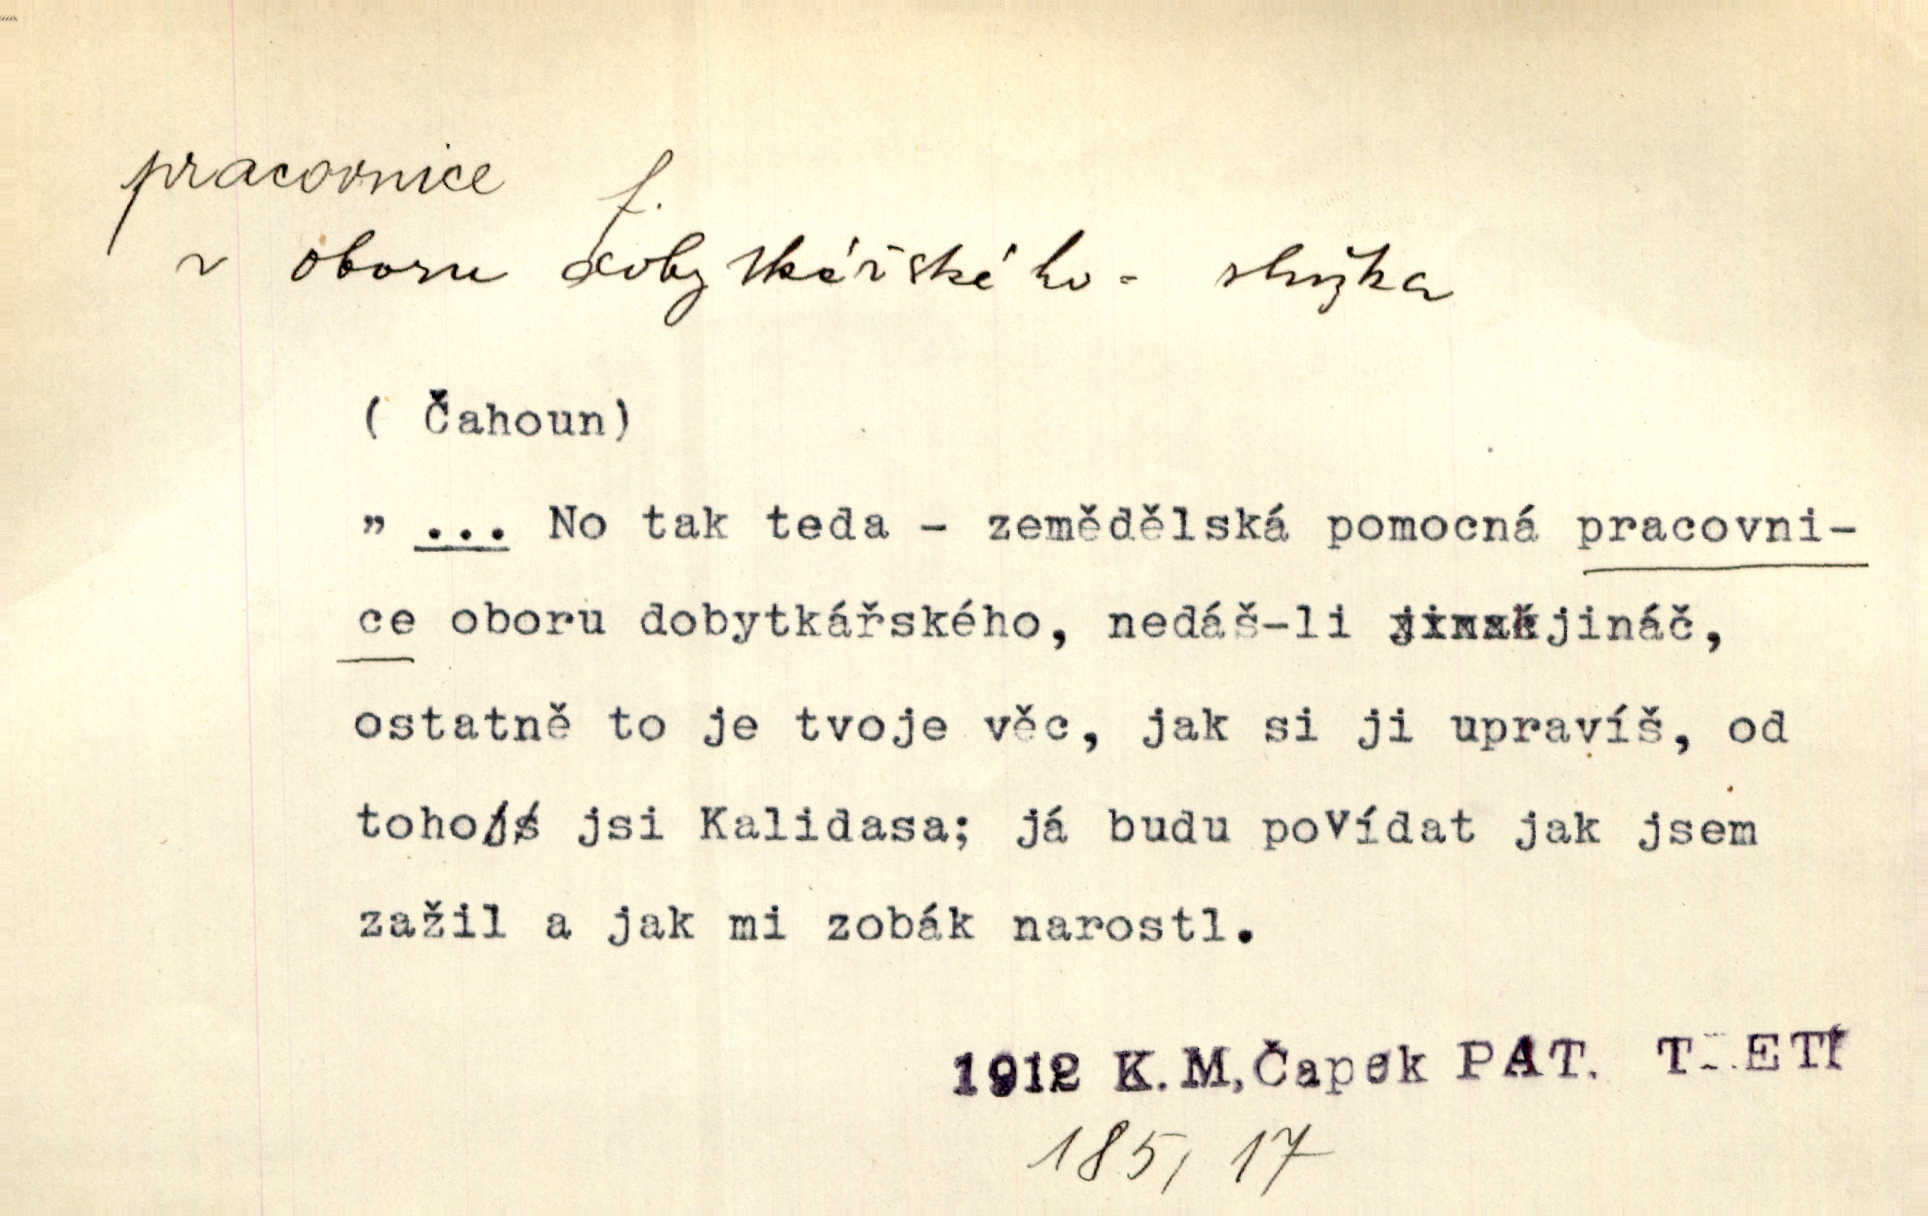 pracovnice f.
v oboru dobytkářského - služka
( Čahoun)
„ ... No tak teda - zemědělská pomocná pracovni-
ce oboru dobytkářského, nedáš-li jináč,
ostatně to je tvoje věc, jak si ji upravíš, od
toho jsi Kalidasa; já budu povídat jak jsem
zažil a jak mi zobák narostl.
1912 K.M,Čapek PAT. T ETÍ
185, 17